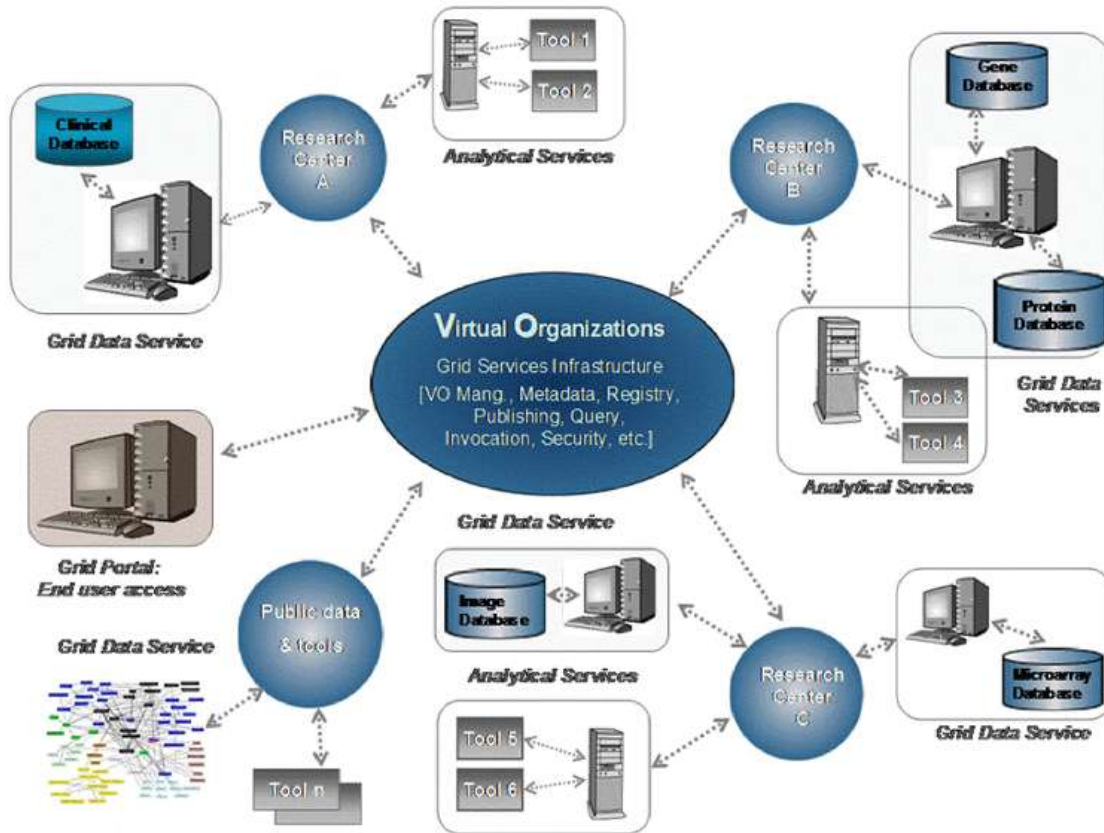 Tool 1
Tool 2
Analytical Services
Clinical
Database
Grid Data Service
Research
Center
A
Research
Center
B
Gene
Database
Protein
Database
Grid Data
Services
Virtual Organizations
Grid Services Infrastructure
[VO Mang., Metadata, Registry,
Publishing, Query,
Invocation, Security, etc.]
Tool 3
Tool 4
Analytical Services
Grid Portal:
End user access
Grid Data Service
Public data
& tools
Tool n
Grid Data Service
Image
Database
Analytical Services
Tool 5
Tool 6
Research
Center
C
Microarray
Database
Grid Data Service